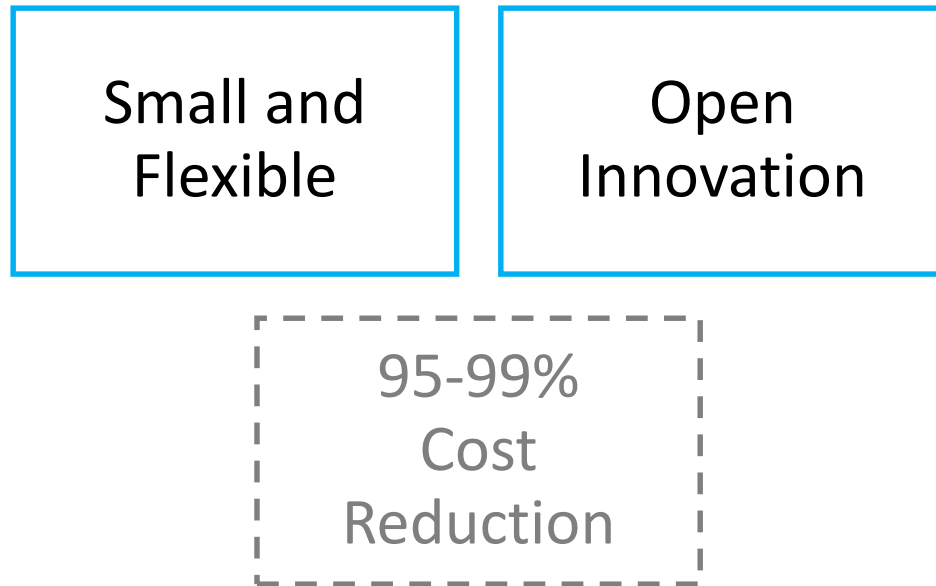 Small and
Flexible
Open
Innovation
95-99%
Cost
Reduction